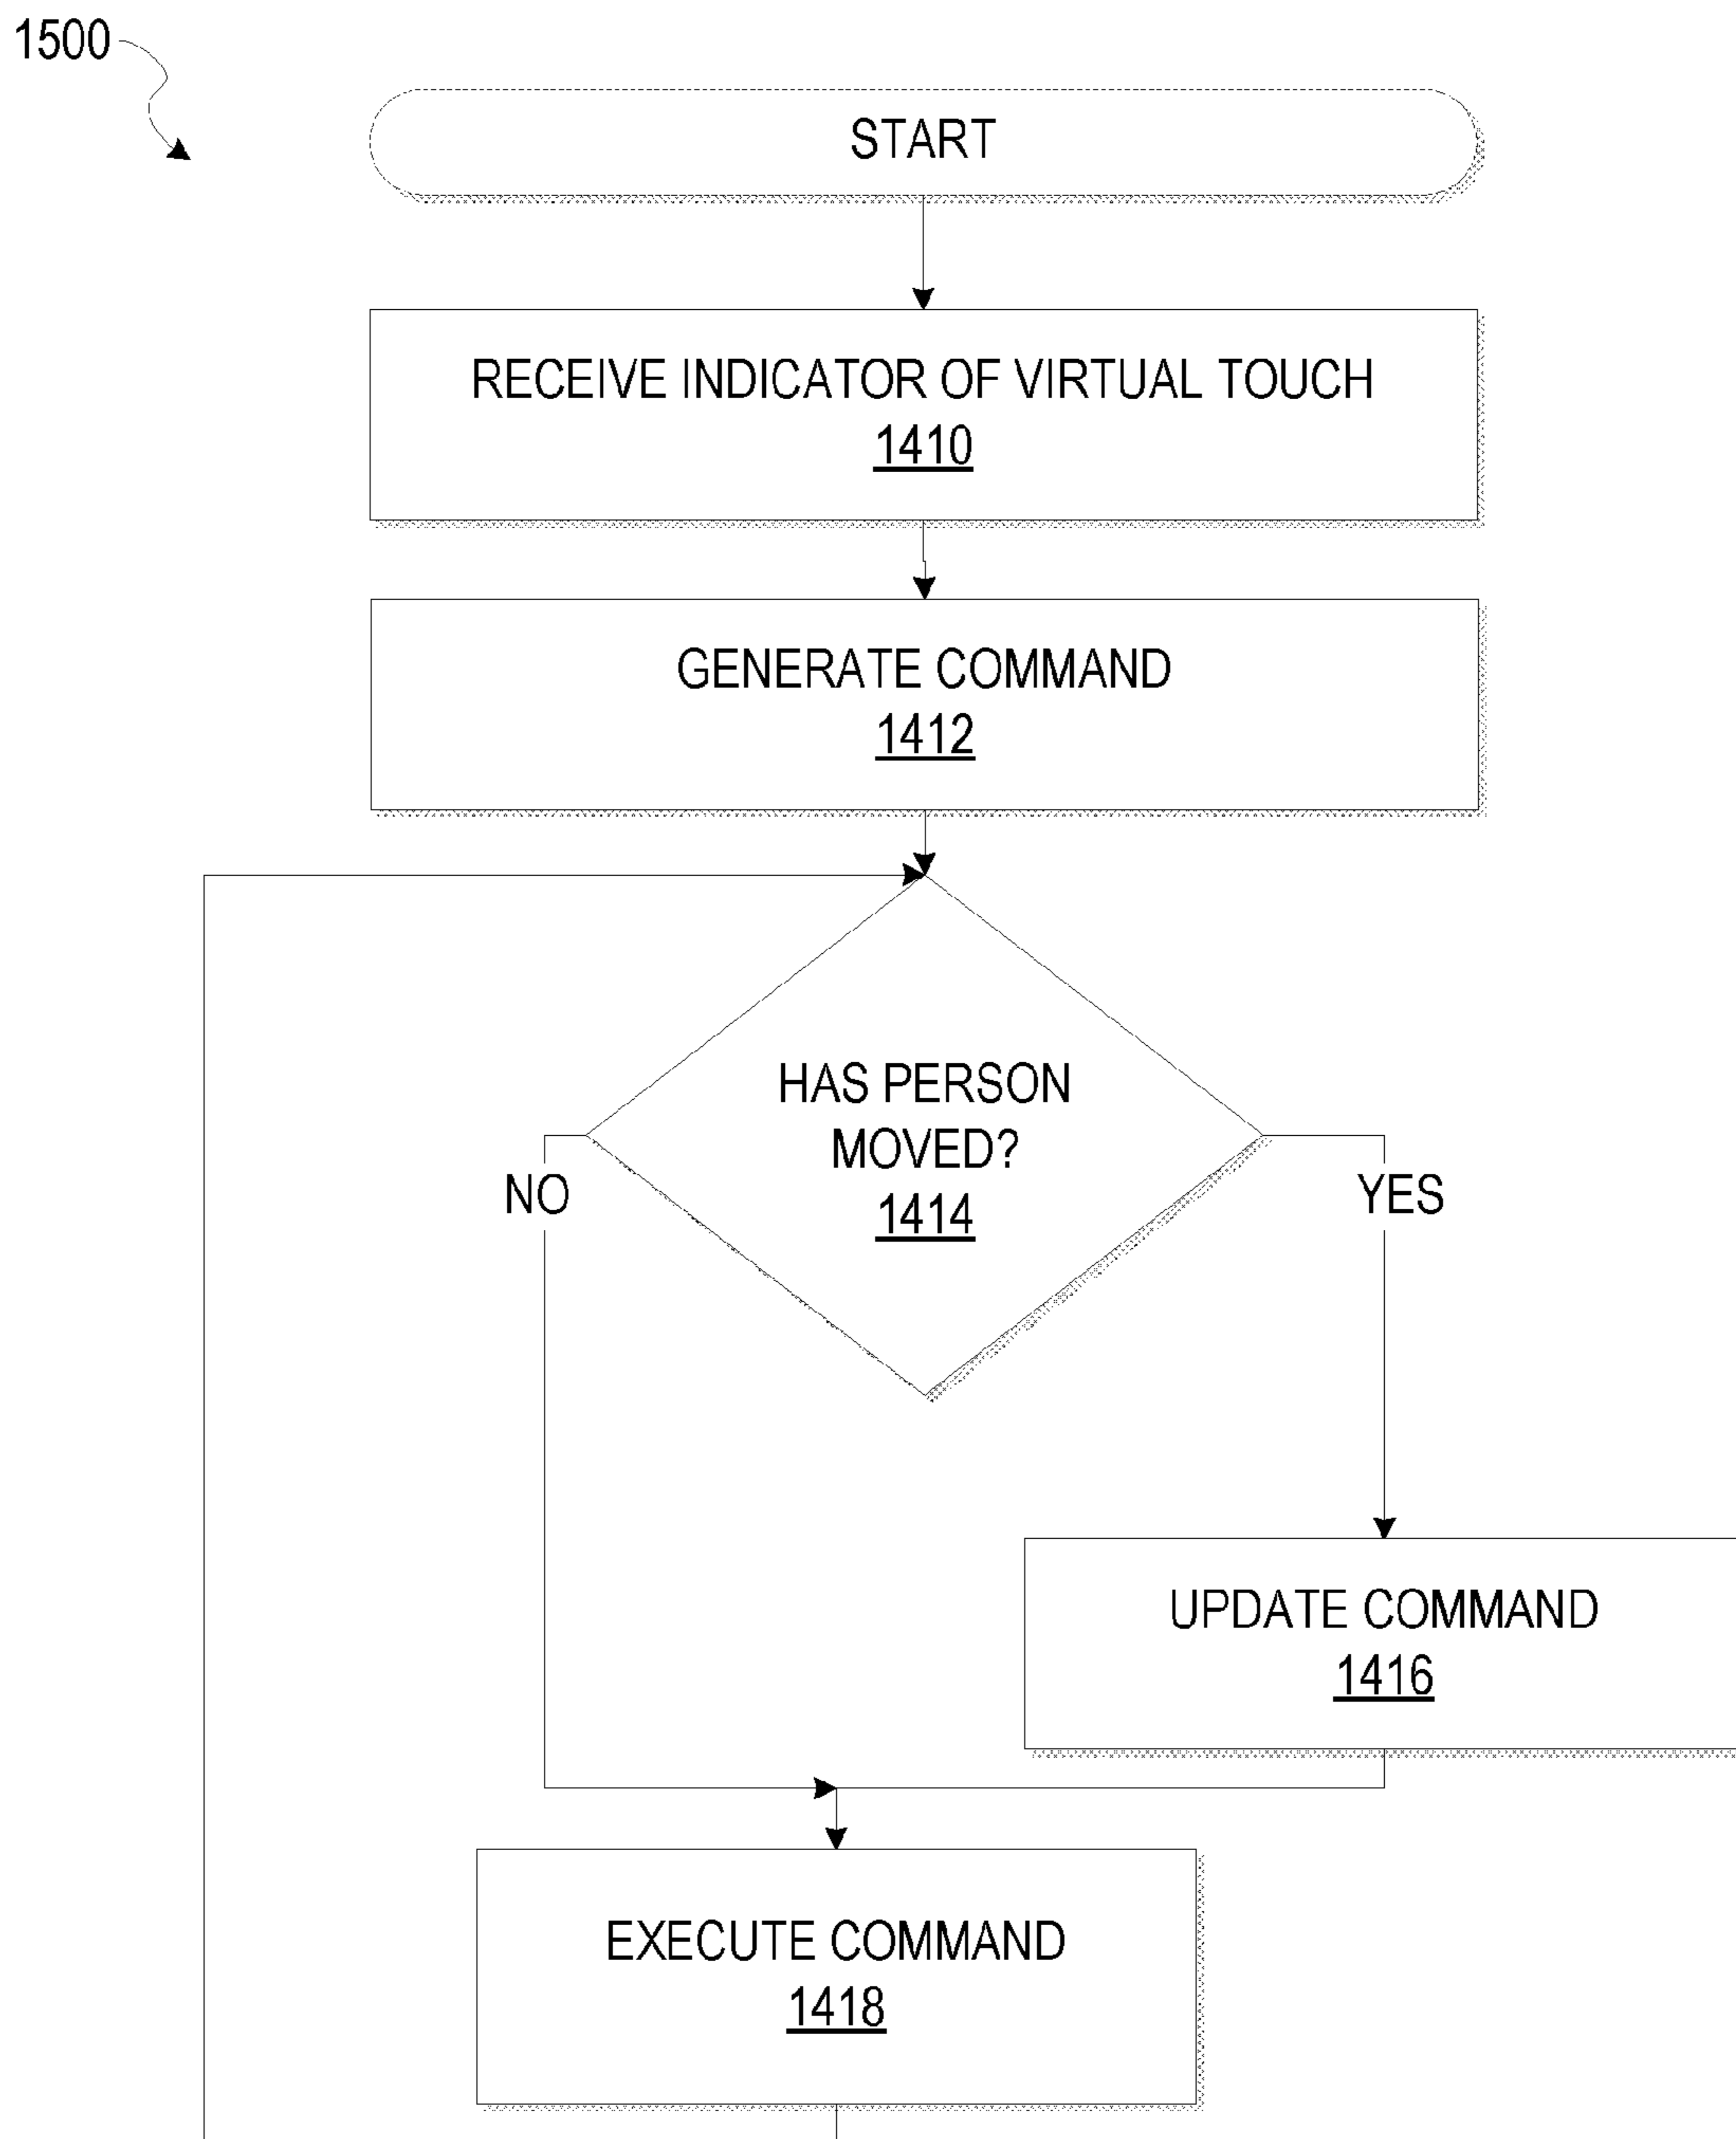 1500
START
RECEIVE INDICATOR OF VIRTUAL TOUCH
1410
GENERATE COMMAND
1412
HAS PERSON
MOVED?
1414
NO
YES
UPDATE COMMAND
1416
EXECUTE COMMAND
1418